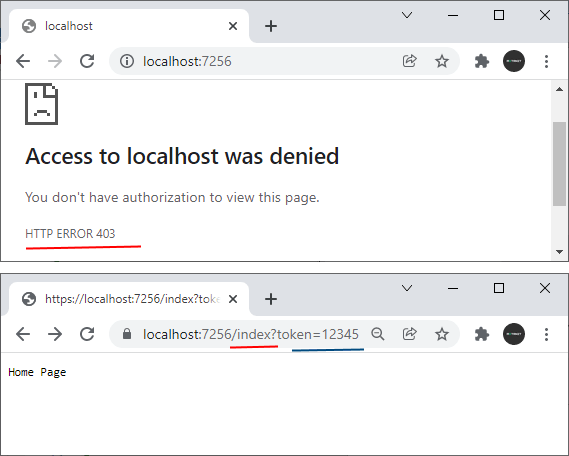 localhost
localhost:7256
Access to localhost was denied
You don't have authorization to view this page.
HTTP ERROR 403
https://localhost:7256/index?toke
localhost:7256/index?token=12345
Home Page